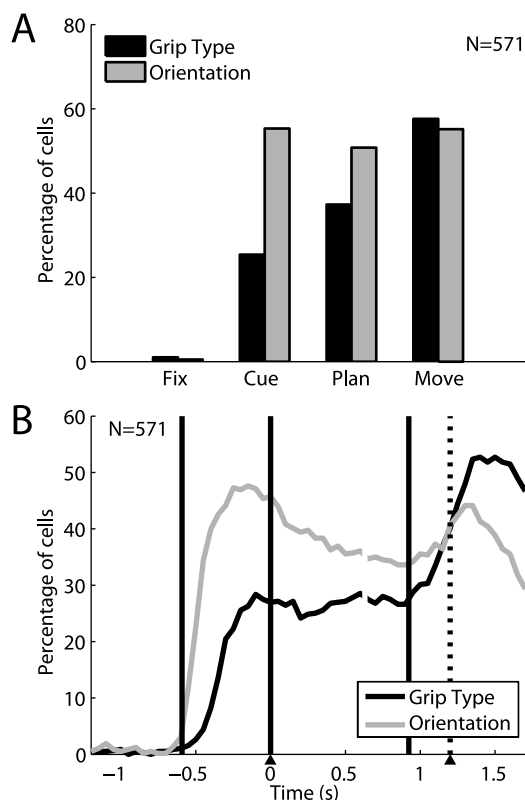 A
Grip Type
Orientation
N=571
Percentage of cells
80
60
40
20
0
Fix Cue Plan Move
B
N=571
Percentage of cells
60
50
40
30
20
10
0
Grip Type
Orientation
−1 −0.5 0 0.5 1 1.5
Time (s)